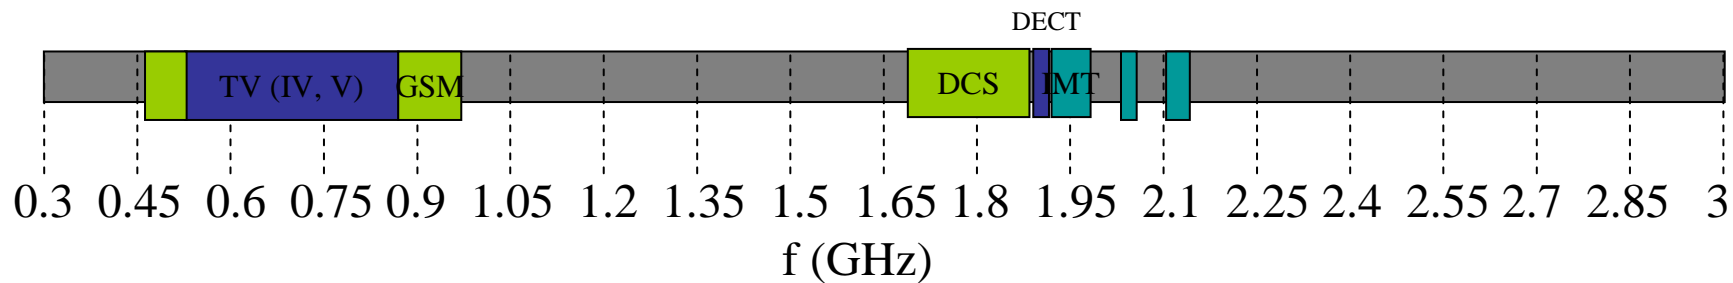 DECT
TV (IV, V) GSM DCS IMT
0.3 0.45 0.6 0.75 0.9 1.05 1.2 1.35 1.5 1.65 1.8 1.95 2.1 2.25 2.4 2.55 2.7 2.85 3
f (GHz)